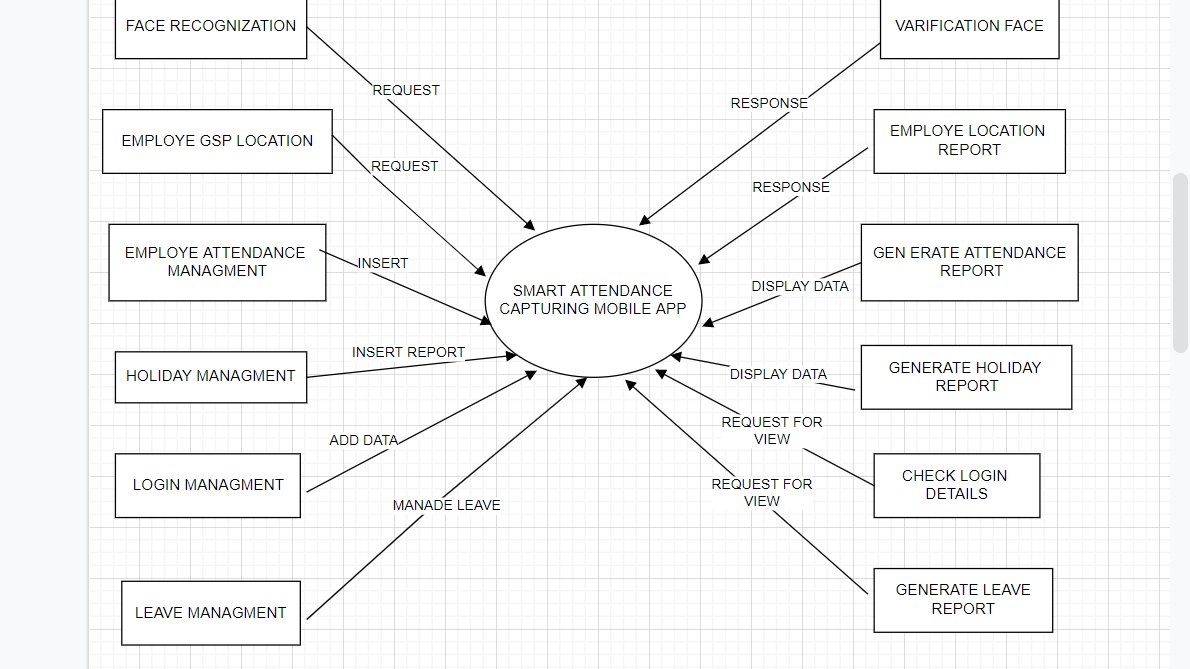 FACE RECOGNIZATION
VARIFICATION FACE
REQUEST
RESPONSE
EMPLOYE GSP LOCATION
EMPLOYE LOCATION
REPORT
REQUEST
RESPONSE
EMPLOYE ATTENDANCE
MANAGMENT
INSERT
SMART ATTENDANCE
CAPTURING MOBILE APP
DISPLAY DATA
GEN ERATE ATTENDANCE
REPORT
HOLIDAY MANAGMENT
INSERT REPORT
DISPLAY DATA
GENERATE HOLIDAY
REPORT
LOGIN MANAGMENT
ADD DATA
REQUEST FOR
VIEW
CHECK LOGIN
DETAILS
LEAVE MANAGMENT
MANADE LEAVE
REQUEST FOR
VIEW
GENERATE LEAVE
REPORT